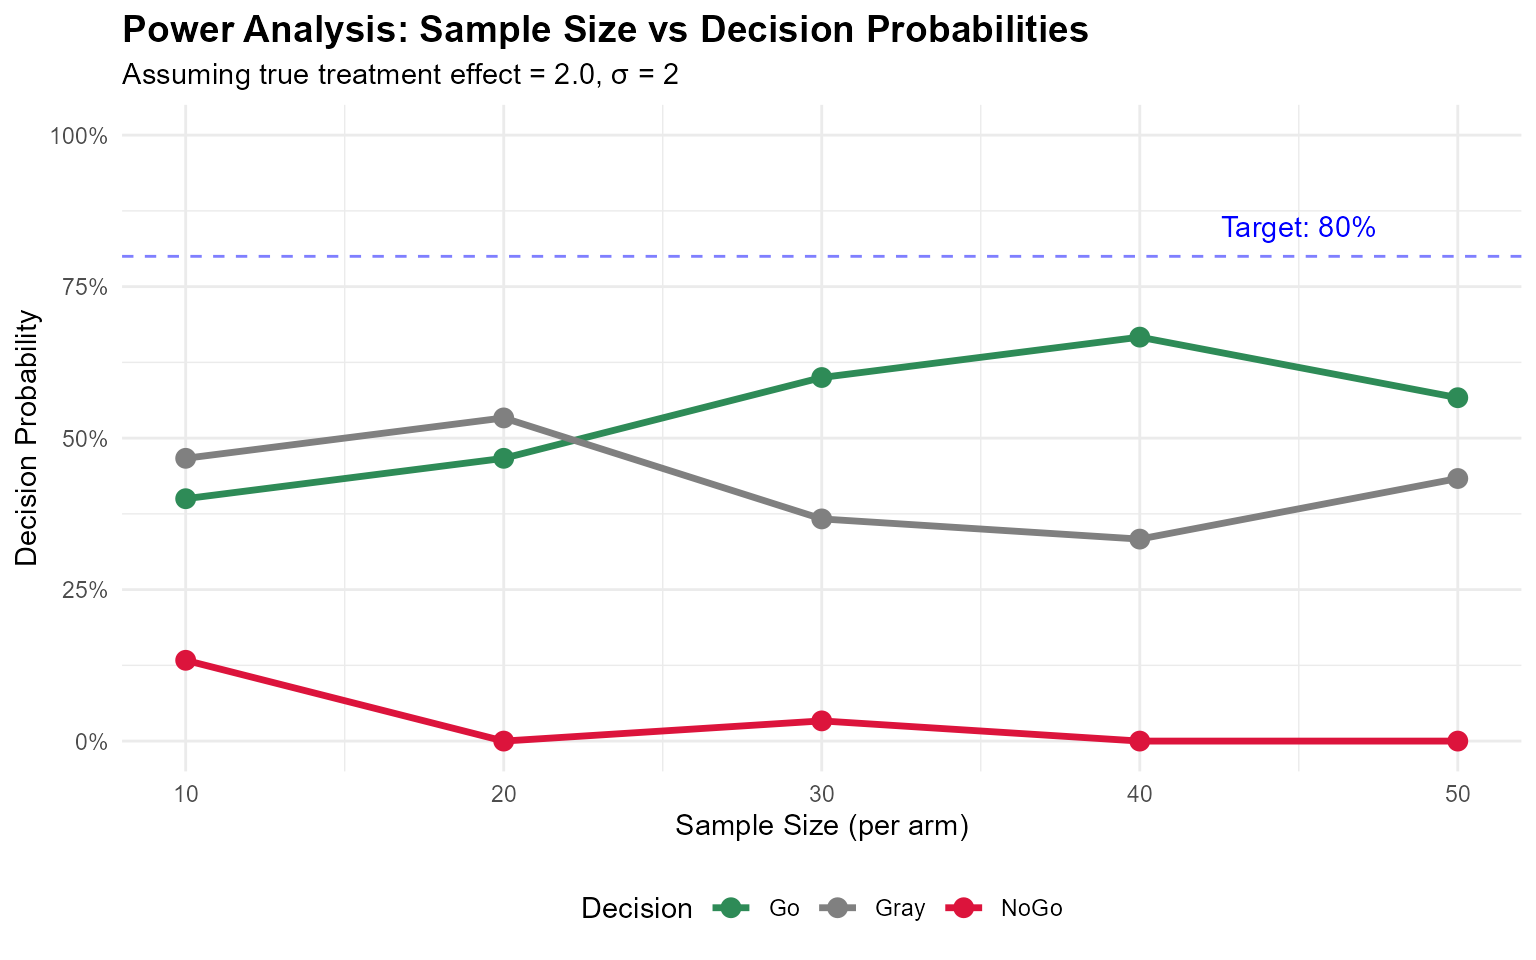 Power Analysis: Sample Size vs Decision Probabilities
Assuming true treatment effect = 2.0, σ = 2
100%
75%
50%
25%
0%
Decision Probability
Target: 80%
10 20 30 40 50
Sample Size (per arm)
Decision Go Gray NoGo